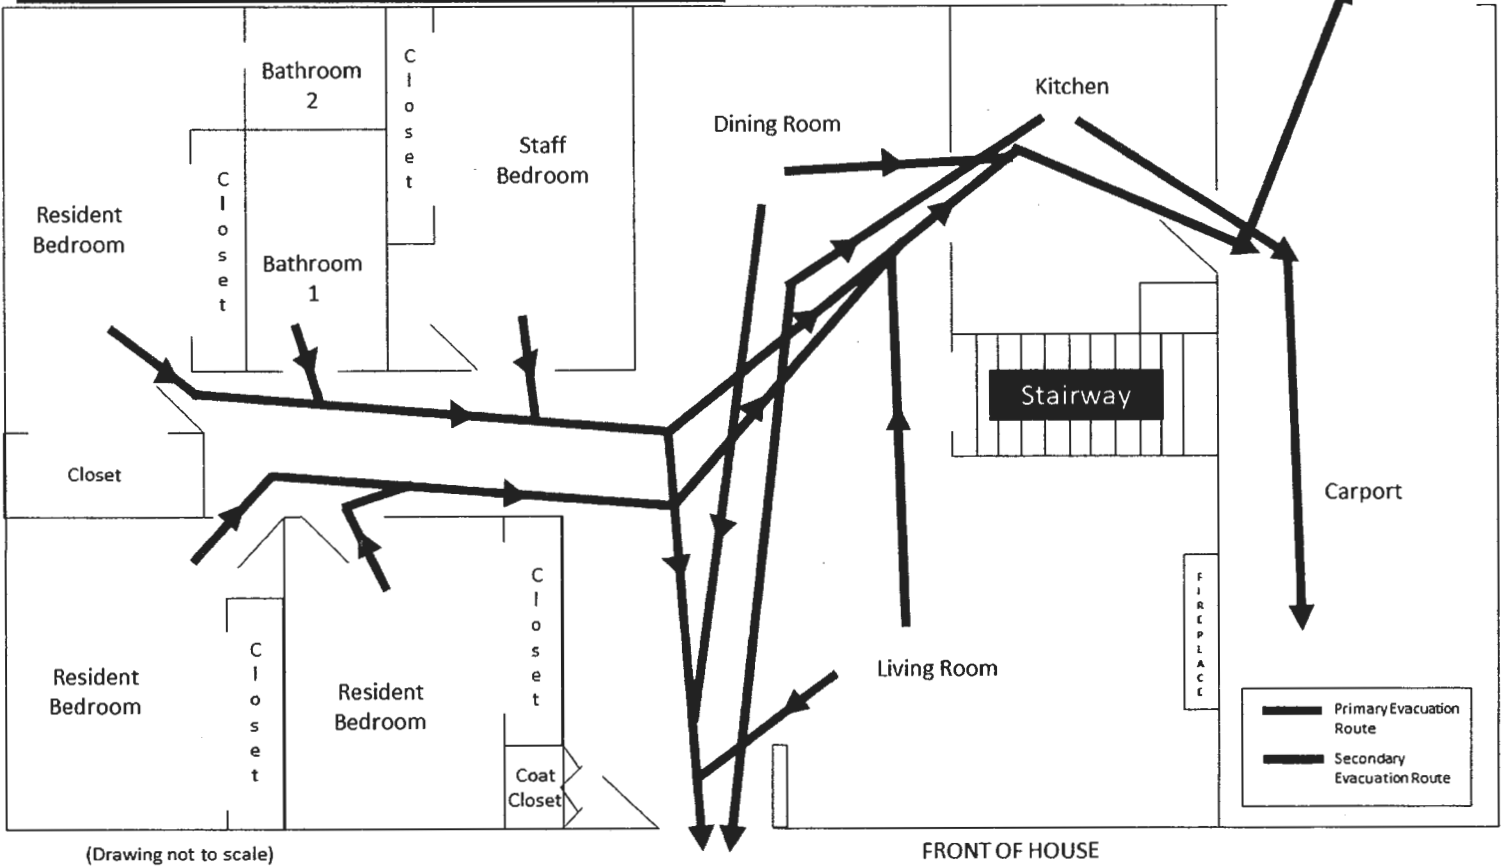 Bathroom
2
Closet
Kitchen
Dining Room
Staff
Bedroom
Closet
Resident
Bedroom
Bathroom
1
Stairway
Closet
Carport
FIREPLACE
Closet
Living Room
Resident
Bedroom
Closet
Resident
Bedroom
Primary Evacuation
Route
Secondary
Evacuation Route
Coat
Closet
(Drawing not to scale)
FRONT OF HOUSE